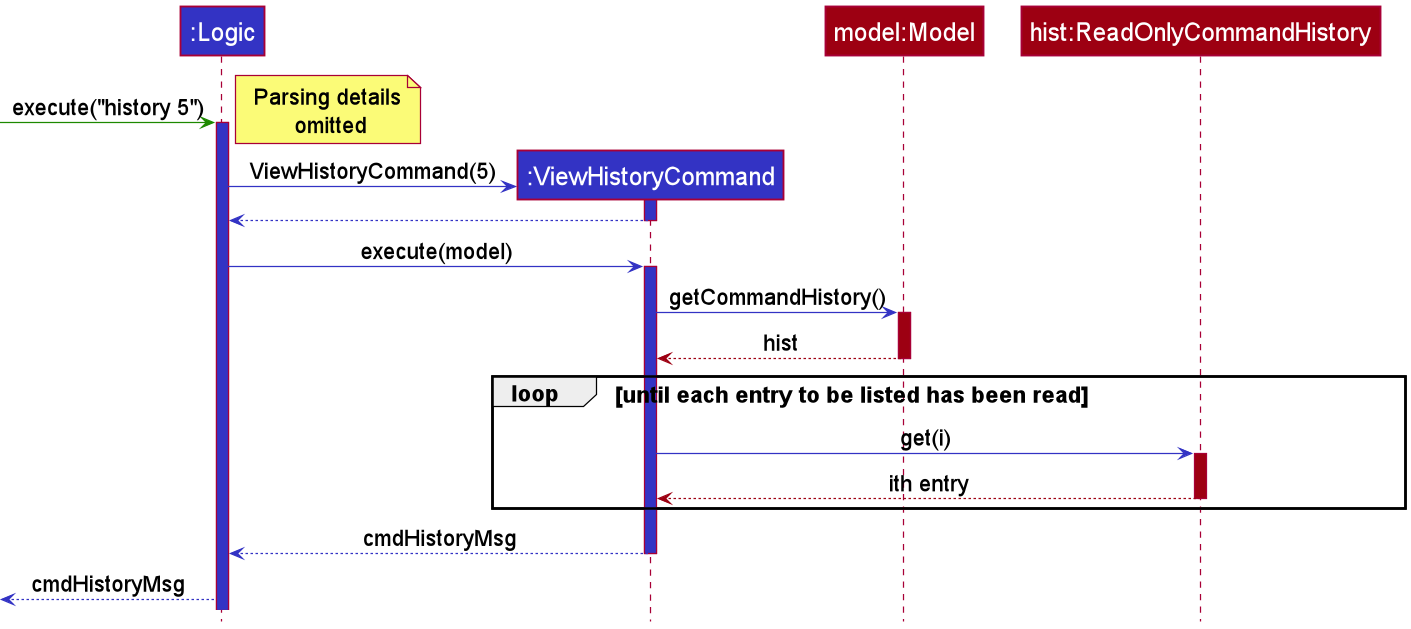 :Logic
model:Model
hist:ReadOnlyCommandHistory
execute("history 5")
Parsing details
omitted
ViewHistoryCommand(5)
:ViewHistoryCommand
execute(model)
getCommandHistory()
hist
loop
[until each entry to be listed has been read]
get(i)
ith entry
cmdHistoryMsg
cmdHistoryMsg